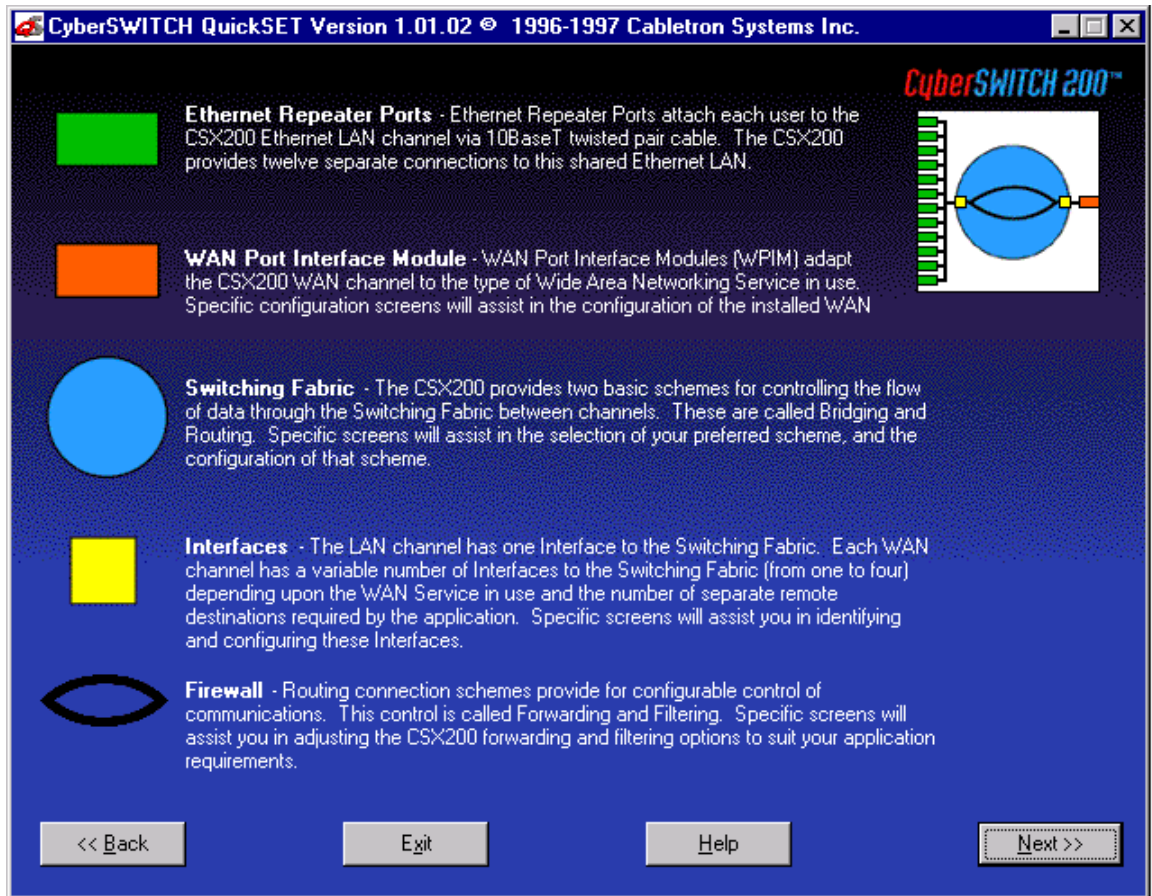 CyberSWITCH QuickSET Version 1.01.02 © 1996-1997 Cabletron Systems Inc.
CyberSWITCH 200™
Ethernet Repeater Ports - Ethernet Repeater Ports attach each user to the
CSX200 Ethernet LAN channel via 10BaseT twisted pair cable. The CSX200
provides twelve separate connections to this shared Ethernet LAN.
WAN Port Interface Module - WAN Port Interface Modules (WPIM) adapt
the CSX200 WAN channel to the type of Wide Area Networking Service in use.
Specific configuration screens will assist in the configuration of the installed WAN
Switching Fabric - The CSX200 provides two basic schemes for controlling the flow
of data through the Switching Fabric between channels. These are called Bridging and
Routing. Specific screens will assist in the selection of your preferred scheme, and the
configuration of that scheme.
Interfaces - The LAN channel has one Interface to the Switching Fabric. Each WAN
channel has a variable number of Interfaces to the Switching Fabric (from one to four)
depending upon the WAN Service in use and the number of separate remote
destinations required by the application. Specific screens will assist you in identifying
and configuring these Interfaces.
Firewall - Routing connection schemes provide for configurable control of
communications. This control is called Forwarding and Filtering. Specific screens will
assist you in adjusting the CSX200 forwarding and filtering options to suit your application
requirements.
<< Back
Exit
Help
Next >>